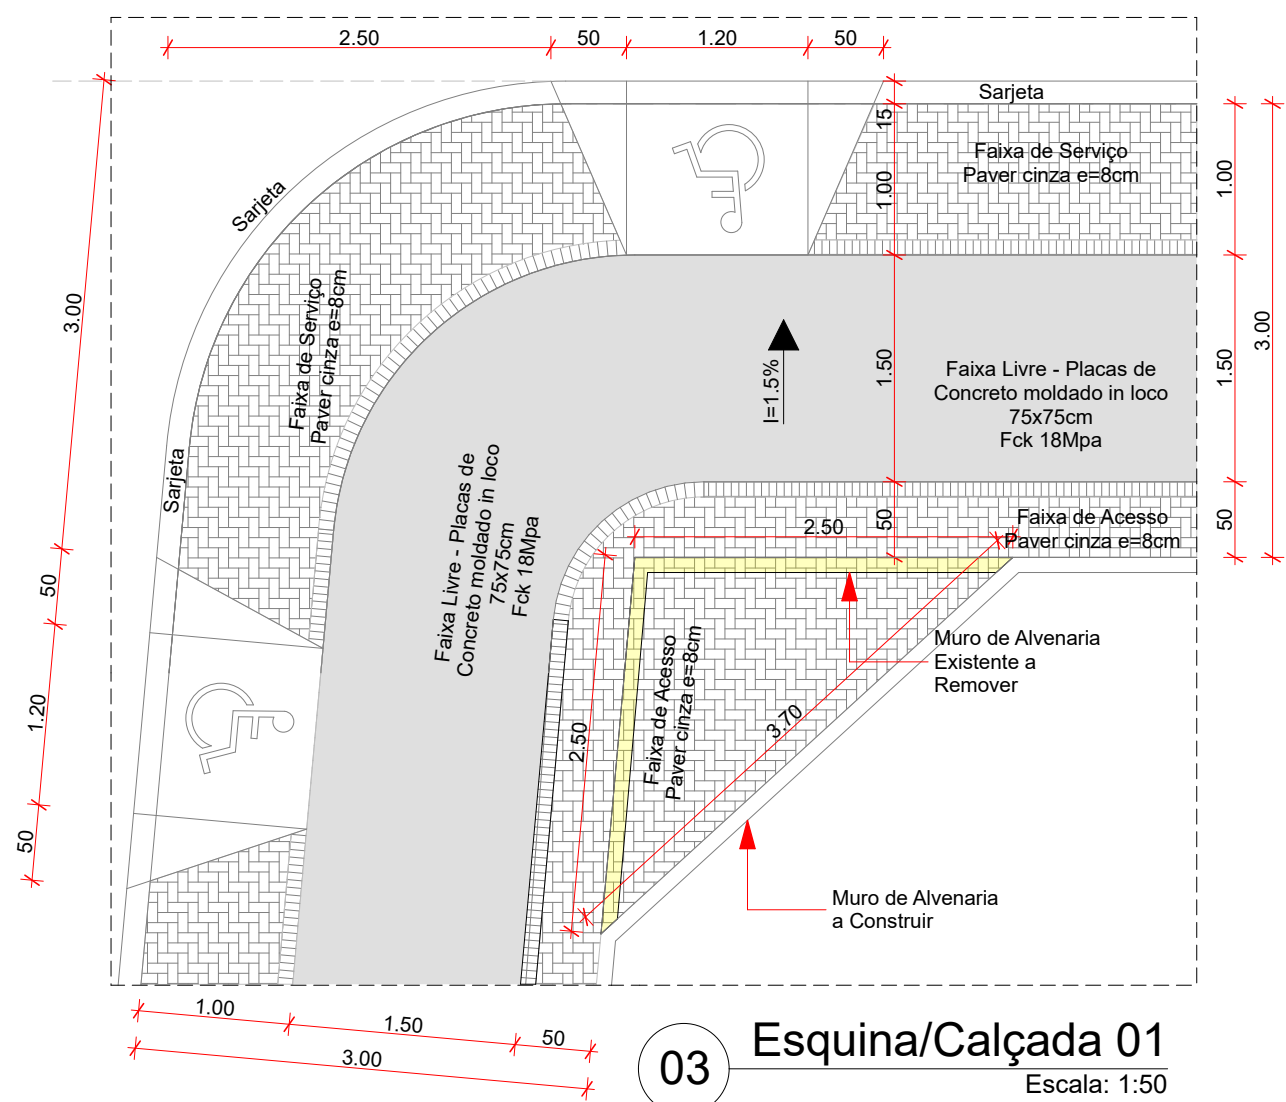 2.50
50
1.20
50
Sarjeta
15
Faixa de Serviço
Paver cinza e=8cm
1.00
1.00
Sarjeta
3.00
Faixa de Serviço
Paver cinza e=8cm
3.00
I=1.5%
1.50
1.50
Faixa Livre - Placas de
Concreto moldado in loco
75x75cm
Fck 18Mpa
Sarjeta
Faixa Livre - Placas de
Concreto moldado in loco
75x75cm
Fck 18Mpa
50
50
2.50
Faixa de Acesso
Paver cinza e=8cm
50
1.20
50
2.50
Faixa de Acesso
Paver cinza e=8cm
3.70
Muro de Alvenaria
Existente a
Remover
Muro de Alvenaria
a Construir
1.00
1.50
50
3.00
03
Esquina/Calçada 01
Escala: 1:50